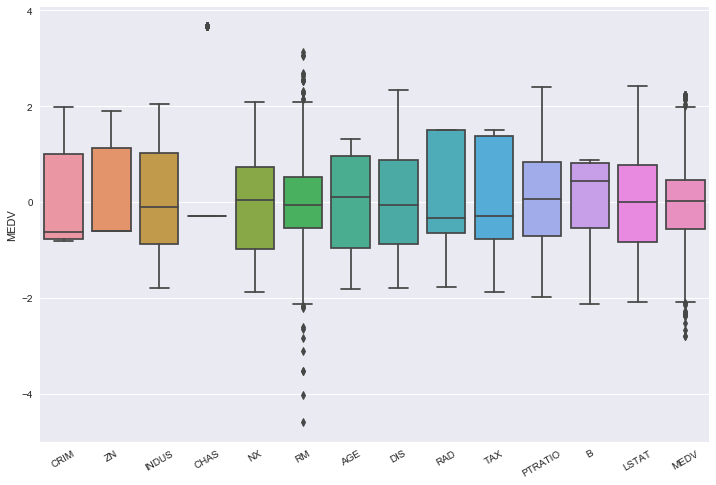 4
2
0
−2
−4
MEDV
CRIM
ZN
INDUS
CHAS
NX
RM
AGE
DIS
RAD
TAX
PTRATIO
B
LSTAT
MEDV